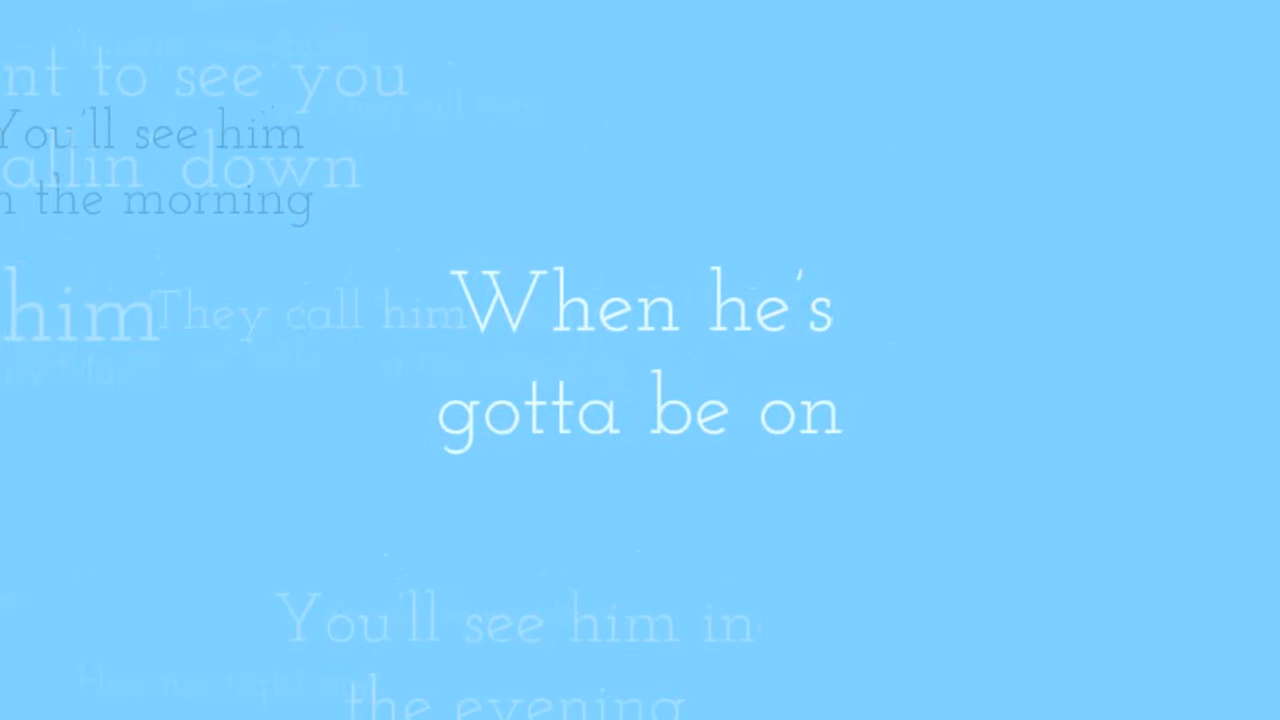 nt to see you
You'll see him
allin down
n the morning
him
They call him
When he's
gotta be on
You'll see him in
the evening